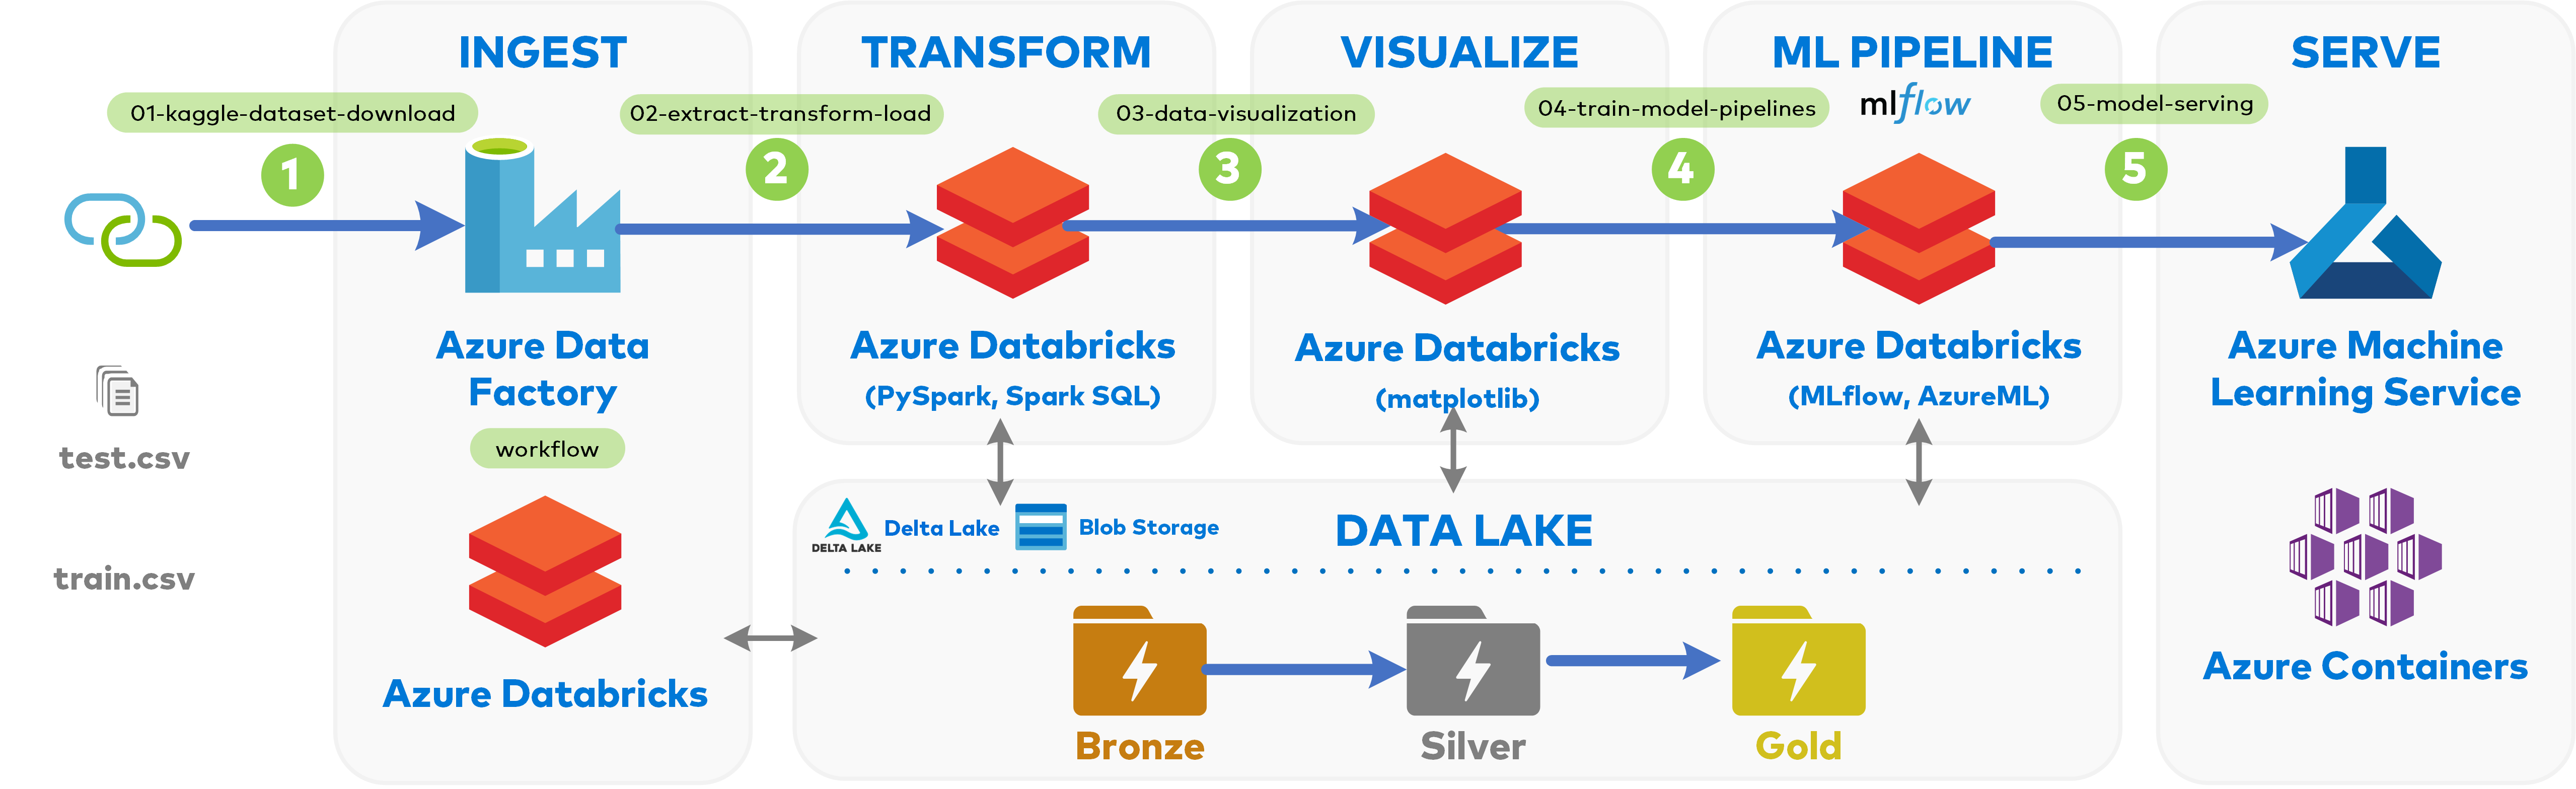 INGEST
TRANSFORM
VISUALIZE
ML PIPELINE
SERVE
mlflow
01-kaggle-dataset-download
02-extract-transform-load
03-data-visualization
04-train-model-pipelines
05-model-serving
1
2
3
4
5
Azure Data
Factory
workflow
Azure Databricks
Azure Databricks
(PySpark, Spark SQL)
Azure Databricks
(matplotlib)
Azure Databricks
(MLflow, AzureML)
Azure Machine
Learning Service
Azure Containers
test.csv
train.csv
DELTA LAKE
Delta Lake
Blob Storage
DATA LAKE
Bronze
Silver
Gold